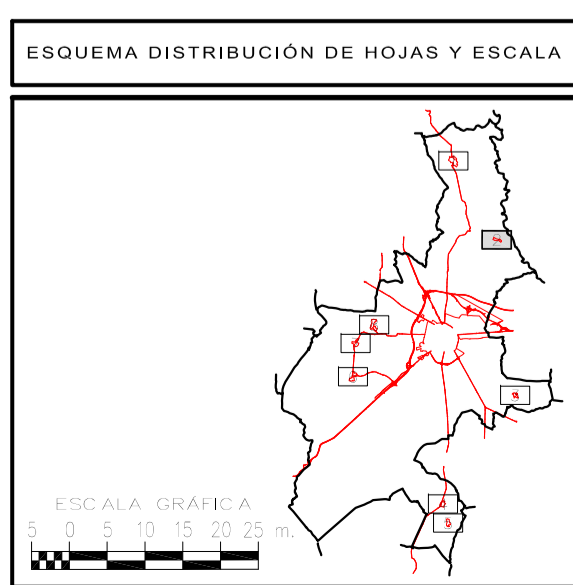 ESQUEMA DISTRIBUCIÓN DE HOJAS Y ESCALA
ESCALA GRÁFICA
5 0 5 10 15 20 25 m.